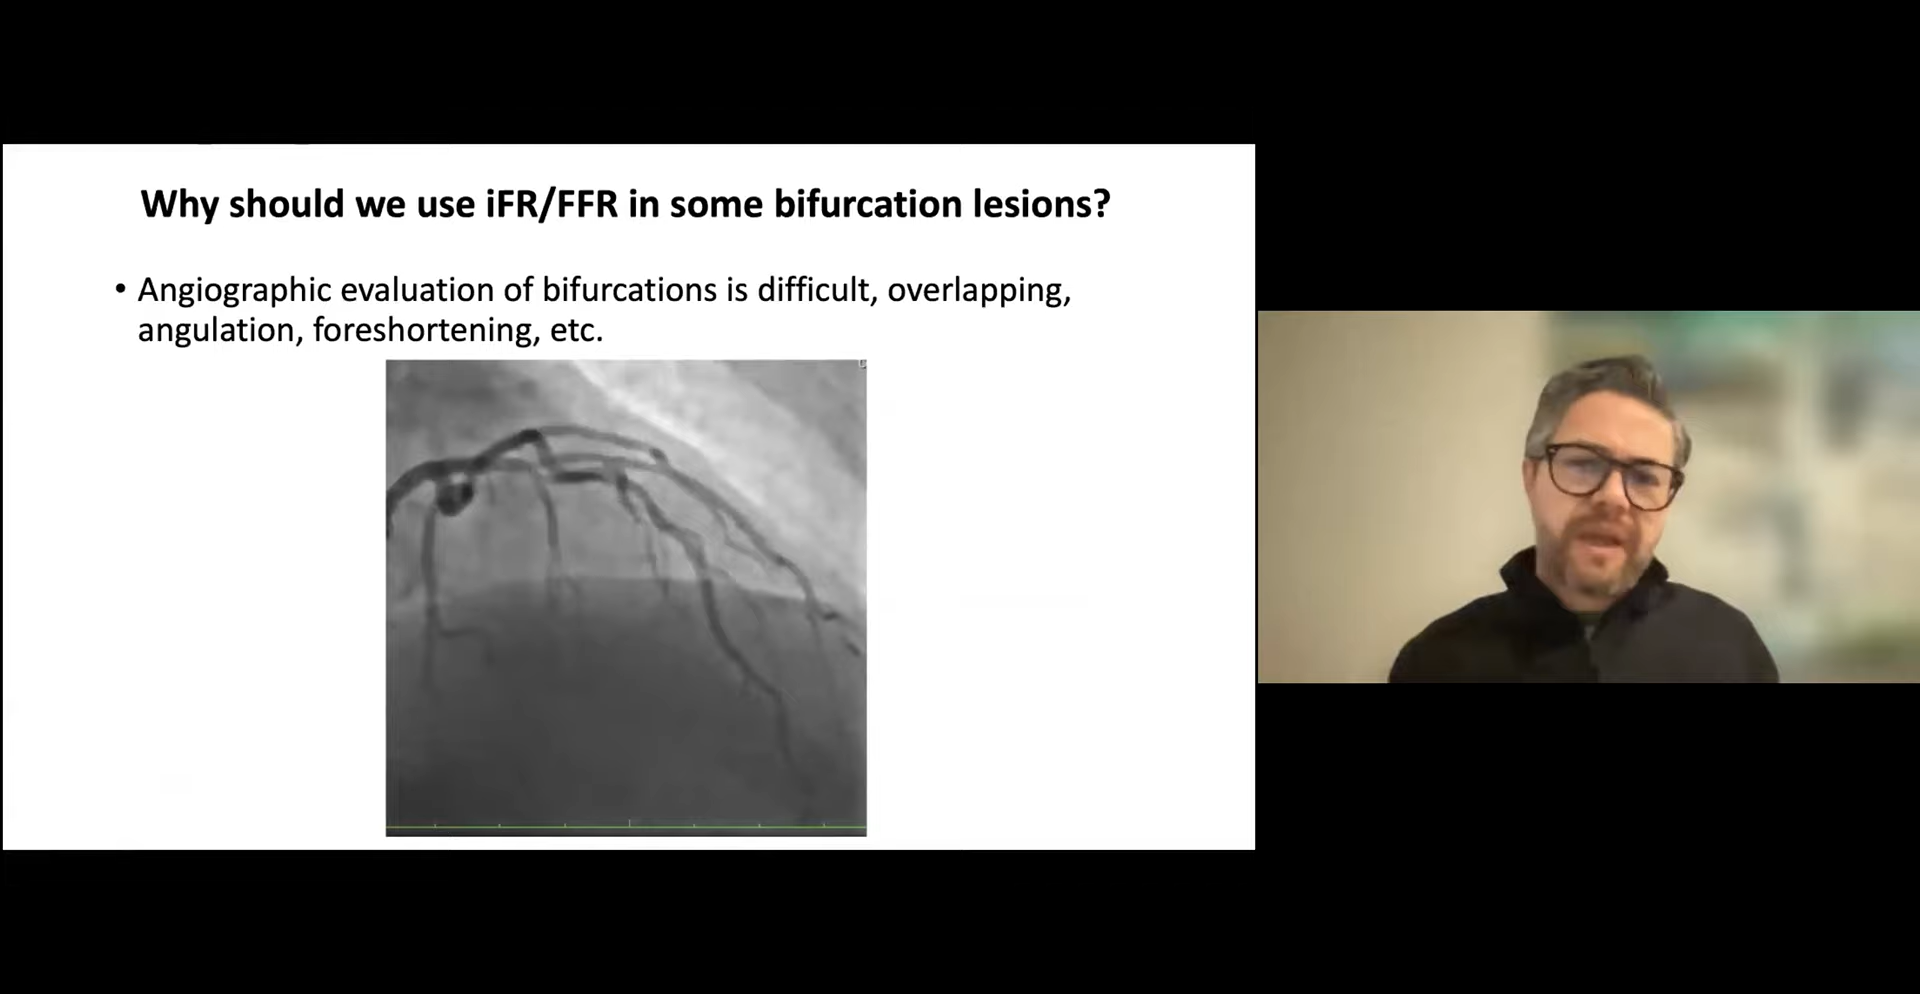 Why should we use iFR/FFR in some bifurcation lesions?
• Angiographic evaluation of bifurcations is difficult, overlapping,
angulation, foreshortening, etc.